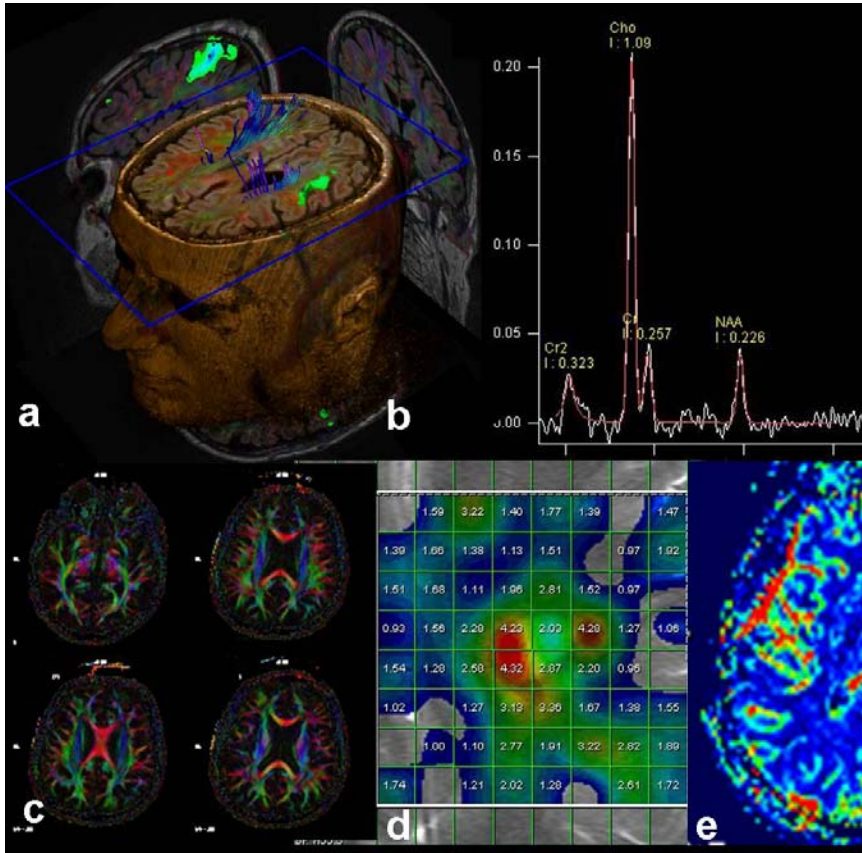 a
b
0.20
0.15
0.10
0.05
Cho
I : 1.09
Cr
I : 0.257
NAA
I : 0.226
Cr2
I : 0.323
c
d
1.59 3.22 1.40 1.77 1.39 1.47
1.39 1.66 1.38 1.13 1.51 0.97 1.92
1.51 1.68 1.11 1.96 2.81 1.52 0.97
0.93 1.56 2.28 4.23 2.03 4.28 1.27 1.06
1.54 1.28 2.58 4.32 2.87 2.20 0.96
1.02 1.27 3.13 3.36 1.67 1.38 1.55
1.00 1.10 2.77 1.91 3.22 2.82 1.89
1.74 1.21 2.02 1.28 2.61 1.72
e